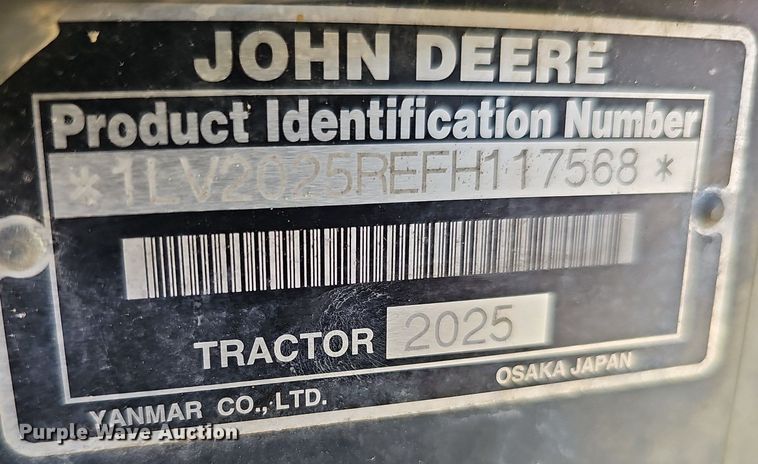 JOHN DEERE
Product Identification Number
*1LV2025REFH117568*
TRACTOR 2025
YANMAR CO., LTD. OSAKA JAPAN
Purple Wave Auction